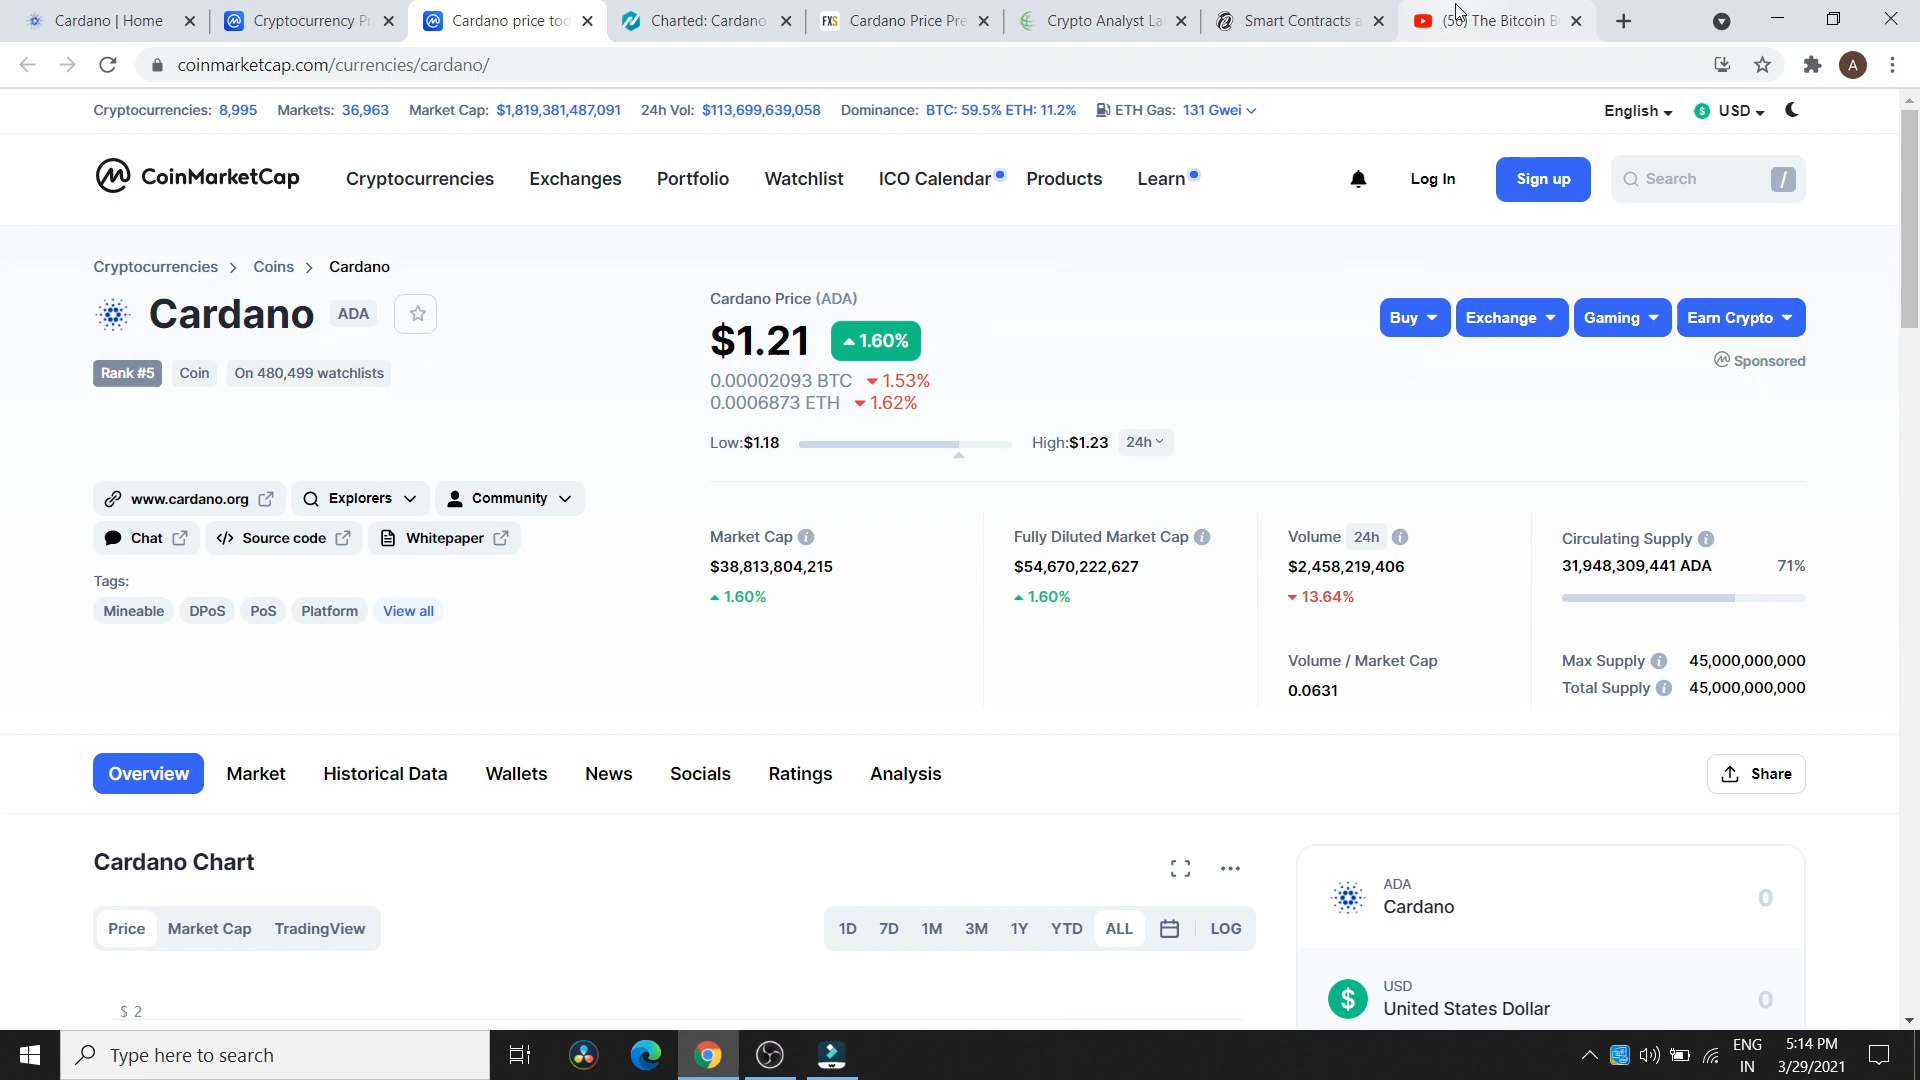 Cardano | Home
Cryptocurrency Pr
Cardano price tod
Charted: Cardano
FXS Cardano Price Pre
Crypto Analyst La
Smart Contracts a
The Bitcoin B
coinmarketcap.com/currencies/cardano/
A
Cryptocurrencies: 8,995 Markets: 36,963 Market Cap: $1,819,381,487,091 24h Vol: $113,699,639,058 Dominance: BTC: 59.5% ETH: 11.2% ETH Gas: 131 Gwei
English USD
CoinMarketCap
Cryptocurrencies Exchanges Portfolio Watchlist ICO Calendar Products Learn
Log In Sign up Search /
Cryptocurrencies > Coins > Cardano
Cardano ADA
Rank #5 Coin On 480,499 watchlists
Cardano Price (ADA)
$1.21 1.60%
0.00002093 BTC 1.53%
0.0006873 ETH 1.62%
Low:$1.18 High:$1.23 24h
Buy Exchange Gaming Earn Crypto
Sponsored
www.cardano.org Explorers Community
Chat Source code Whitepaper
Tags:
Mineable DPoS PoS Platform View all
Market Cap
$38,813,804,215
1.60%
Fully Diluted Market Cap
$54,670,222,627
1.60%
Volume 24h
$2,458,219,406
13.64%
Volume / Market Cap
0.0631
Circulating Supply
31,948,309,441 ADA 71%
Max Supply 45,000,000,000
Total Supply 45,000,000,000
Overview Market Historical Data Wallets News Socials Ratings Analysis
Share
Cardano Chart
Price Market Cap TradingView
1D 7D 1M 3M 1Y YTD ALL LOG
$ 2
ADA
Cardano 0
USD
United States Dollar 0
Type here to search
ENG
IN
5:14 PM
3/29/2021